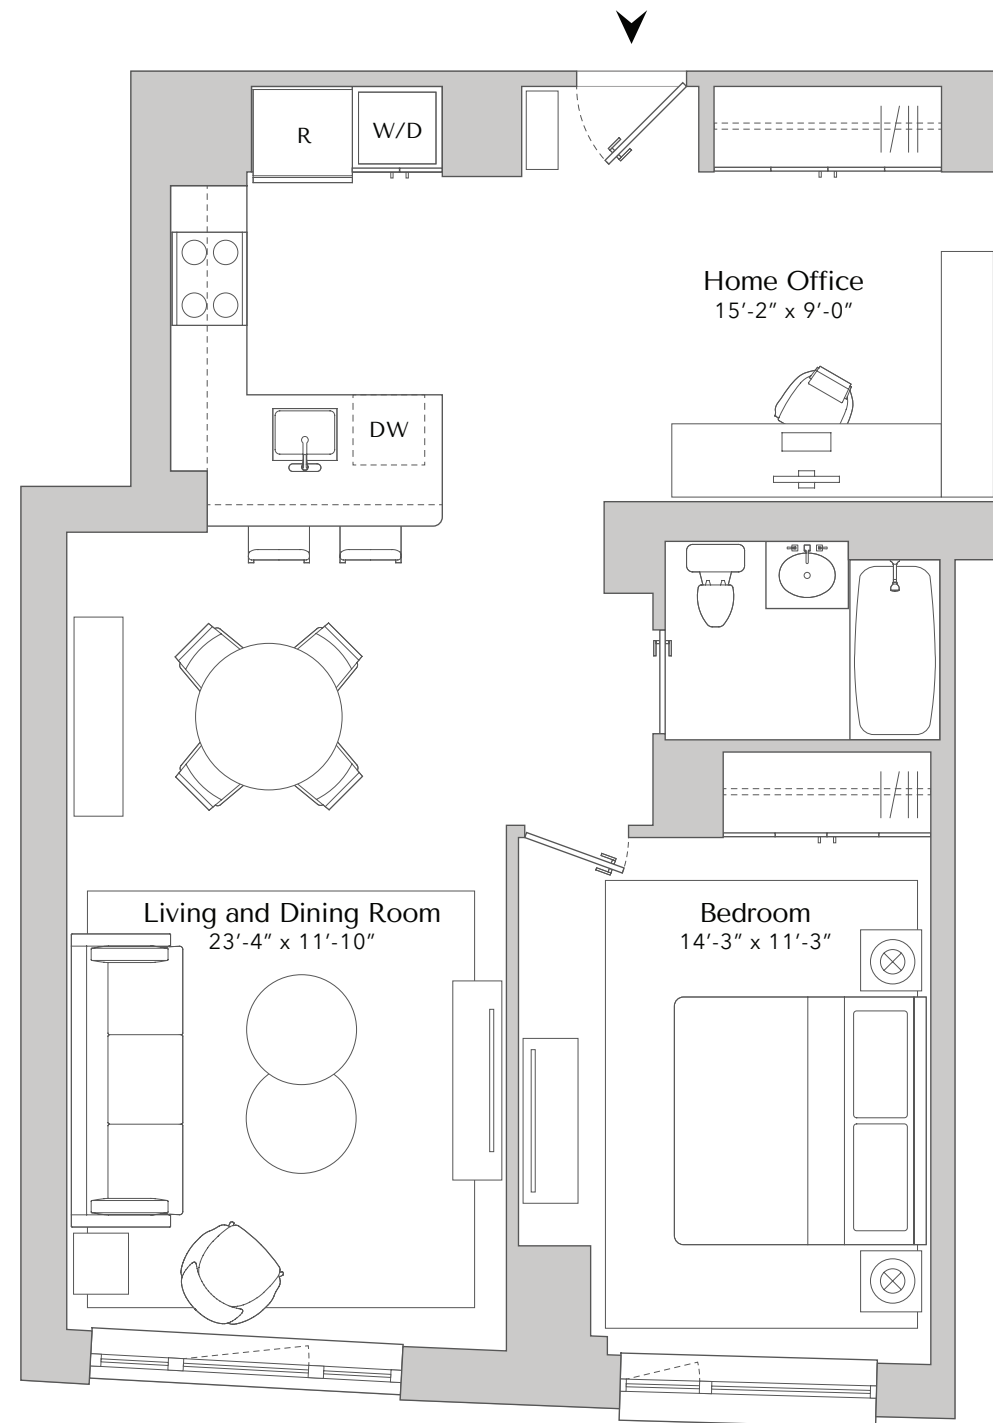 R
W/D
Home Office
15’-2” x 9’-0”
DW
Living and Dining Room
23’-4” x 11’-10”
Bedroom
14’-3” x 11’-3”